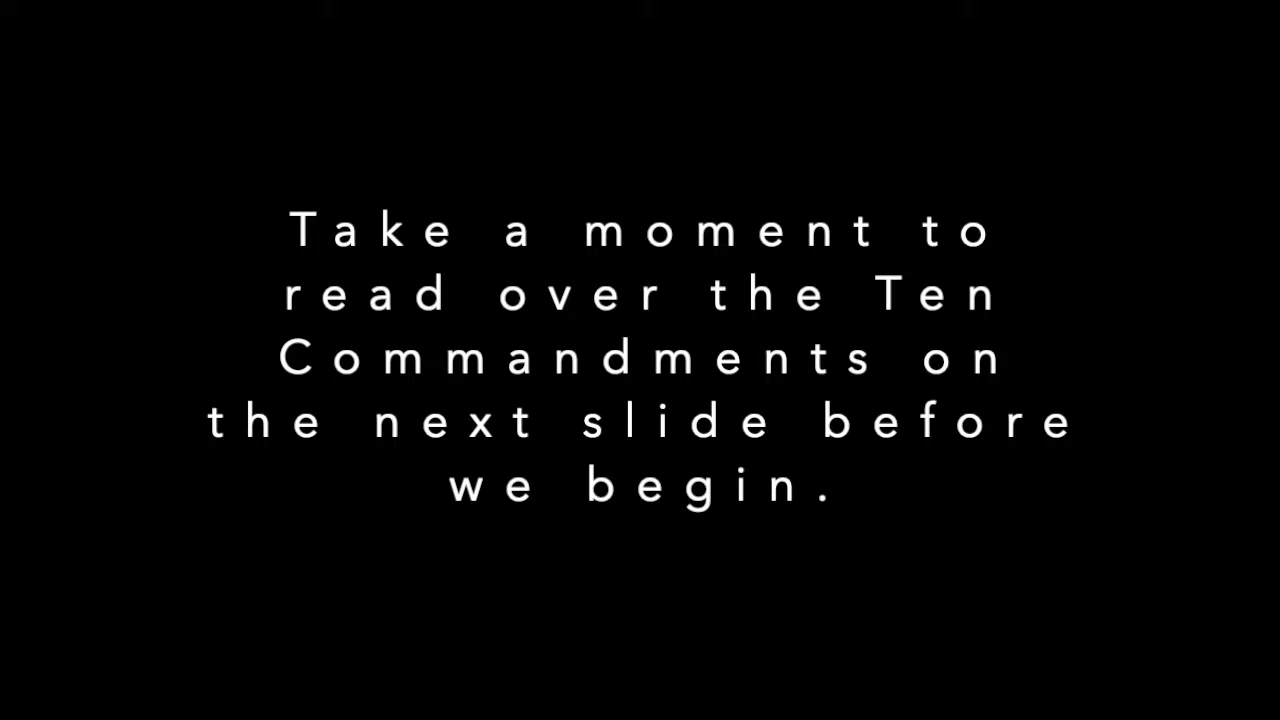 Take a moment to
read over the Ten
Commandments on
the next slide before
we begin.